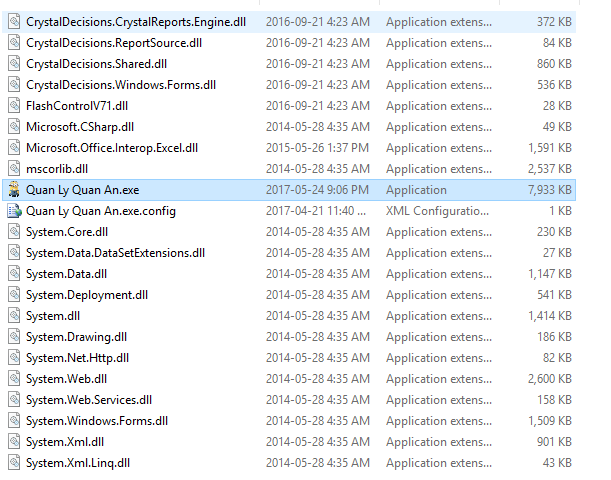 CrystalDecisions.CrystalReports.Engine.dll 2016-09-21 4:23 AM Application extens... 372 KB
CrystalDecisions.ReportSource.dll 2016-09-21 4:23 AM Application extens... 84 KB
CrystalDecisions.Shared.dll 2016-09-21 4:23 AM Application extens... 860 KB
CrystalDecisions.Windows.Forms.dll 2016-09-21 4:23 AM Application extens... 536 KB
FlashControlV71.dll 2016-09-21 4:23 AM Application extens... 28 KB
Microsoft.CSharp.dll 2014-05-28 4:35 AM Application extens... 49 KB
Microsoft.Office.Interop.Excel.dll 2015-05-26 1:37 PM Application extens... 1,591 KB
mscorlib.dll 2014-05-28 4:35 AM Application extens... 2,537 KB
Quan Ly Quan An.exe 2017-05-24 9:06 PM Application 7,933 KB
Quan Ly Quan An.exe.config 2017-04-21 11:40 ... XML Configuratio... 1 KB
System.Core.dll 2014-05-28 4:35 AM Application extens... 230 KB
System.Data.DataSetExtensions.dll 2014-05-28 4:35 AM Application extens... 27 KB
System.Data.dll 2014-05-28 4:35 AM Application extens... 1,147 KB
System.Deployment.dll 2014-05-28 4:35 AM Application extens... 541 KB
System.dll 2014-05-28 4:35 AM Application extens... 1,414 KB
System.Drawing.dll 2014-05-28 4:35 AM Application extens... 186 KB
System.Net.Http.dll 2014-05-28 4:35 AM Application extens... 82 KB
System.Web.dll 2014-05-28 4:35 AM Application extens... 2,600 KB
System.Web.Services.dll 2014-05-28 4:35 AM Application extens... 158 KB
System.Windows.Forms.dll 2014-05-28 4:35 AM Application extens... 1,509 KB
System.Xml.dll 2014-05-28 4:35 AM Application extens... 901 KB
System.Xml.Linq.dll 2014-05-28 4:35 AM Application extens... 43 KB